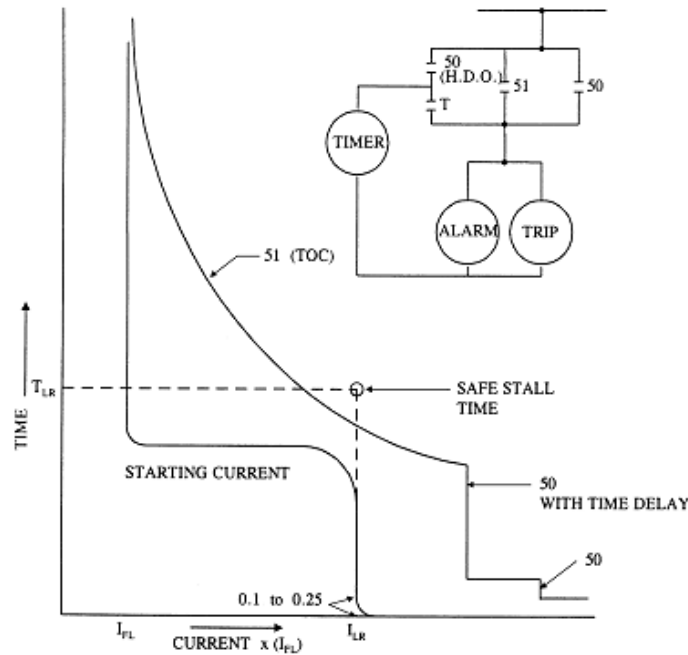 50
(H.D.O.)
51
50
T
TIMER
ALARM
TRIP
51 (TOC)
TIME
T_LR
SAFE STALL
TIME
STARTING CURRENT
50
WITH TIME DELAY
50
0.1 to 0.25
I_FL
I_LR
CURRENT x (I_FL)